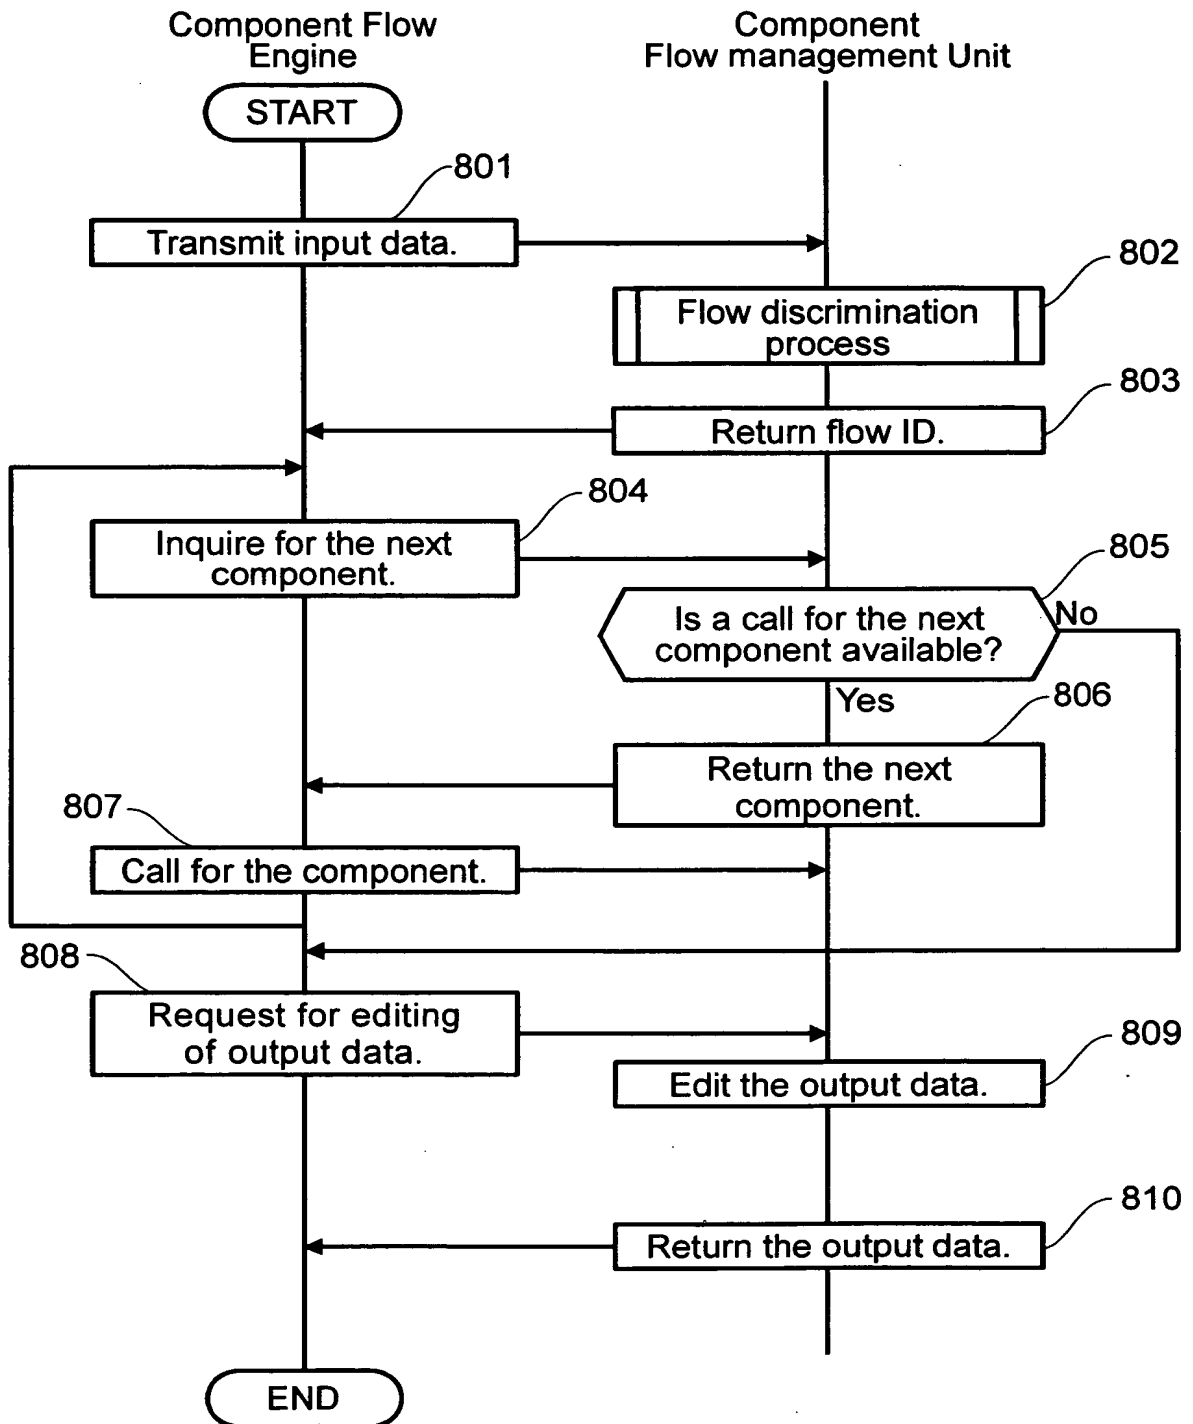 Component Flow
Engine
Component
Flow management Unit
START
801
Transmit input data.
802
Flow discrimination
process
803
Return flow ID.
804
Inquire for the next
component.
805
Is a call for the next
component available?
No
Yes
806
Return the next
component.
807
Call for the component.
808
Request for editing
of output data.
809
Edit the output data.
810
Return the output data.
END